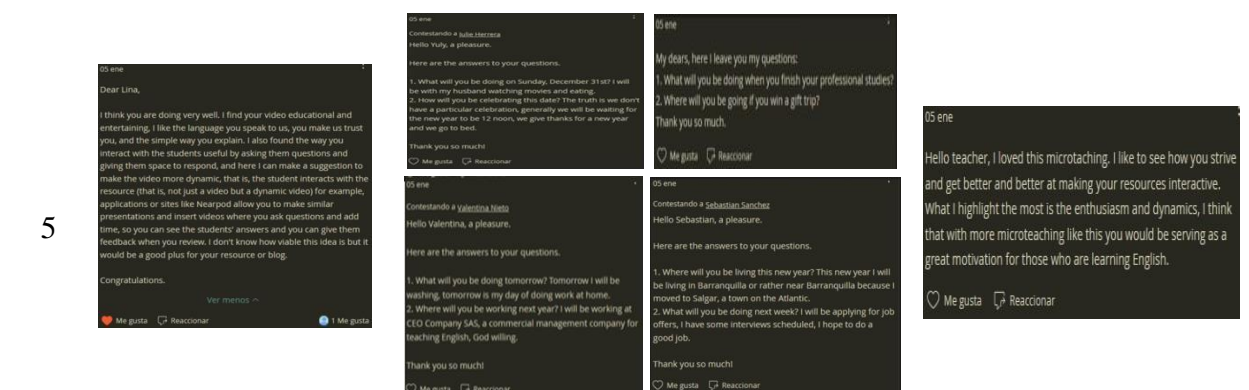 5
05 ene
Dear Lina,
I think you are doing very well. I find your video educational and
entertaining, I like the language you speak to us, you make us trust
you, and the simple way you explain. I also found the way you
interact with the students useful by asking them questions and
giving them space to respond, and here I can make a suggestion to
make the video more dynamic, that is, the student interacts with the
resource (that is, not just a video but a dynamic video) for example,
applications or sites like Nearpod allow you to make similar
presentations and insert videos where you ask questions and add
time, so you can see the students' answers and you can give them
feedback when you review. I don't know how viable this idea is but it
would be a good plus for your resource or blog.
Congratulations.
Ver menos
Me gusta Reaccionar 1 Me gusta
05 ene
Contestando a Julie Herrera
Hello Yuly, a pleasure.
Here are the answers to your questions.
1. What will you be doing on Sunday, December 31st? I will
be with my husband watching movies and eating.
2. How will you be celebrating this date? The truth is we don't
have a particular celebration, generally we will be waiting for
the new year to be 12 noon, we give thanks for a new year
and we go to bed.
Thank you so much!
Me gusta Reaccionar
05 ene
My dears, here I leave you my questions:
1. What will you be doing when you finish your professional studies?
2. Where will you be going if you win a gift trip?
Thank you so much.
Me gusta Reaccionar
05 ene
Contestando a Valentina Nieto
Hello Valentina, a pleasure.
Here are the answers to your questions.
1. What will you be doing tomorrow? Tomorrow I will be
washing, tomorrow is my day of doing work at home.
2. Where will you be working next year? I will be working at
CEO Company SAS, a commercial management company for
teaching English, God willing.
Thank you so much!
Me gusta Reaccionar
05 ene
Contestando a Sebastian Sanchez
Hello Sebastian, a pleasure.
Here are the answers to your questions.
1. Where will you be living this new year? This new year I will
be living in Barranquilla or rather near Barranquilla because I
moved to Salgar, a town on the Atlantic.
2. What will you be doing next week? I will be applying for job
offers, I have some interviews scheduled, I hope to do a
good job.
Thank you so much!
Me gusta Reaccionar
05 ene
Hello teacher, I loved this microtaching. I like to see how you strive
and get better and better at making your resources interactive.
What I highlight the most is the enthusiasm and dynamics, I think
that with more microteaching like this you would be serving as a
great motivation for those who are learning English.
Me gusta Reaccionar